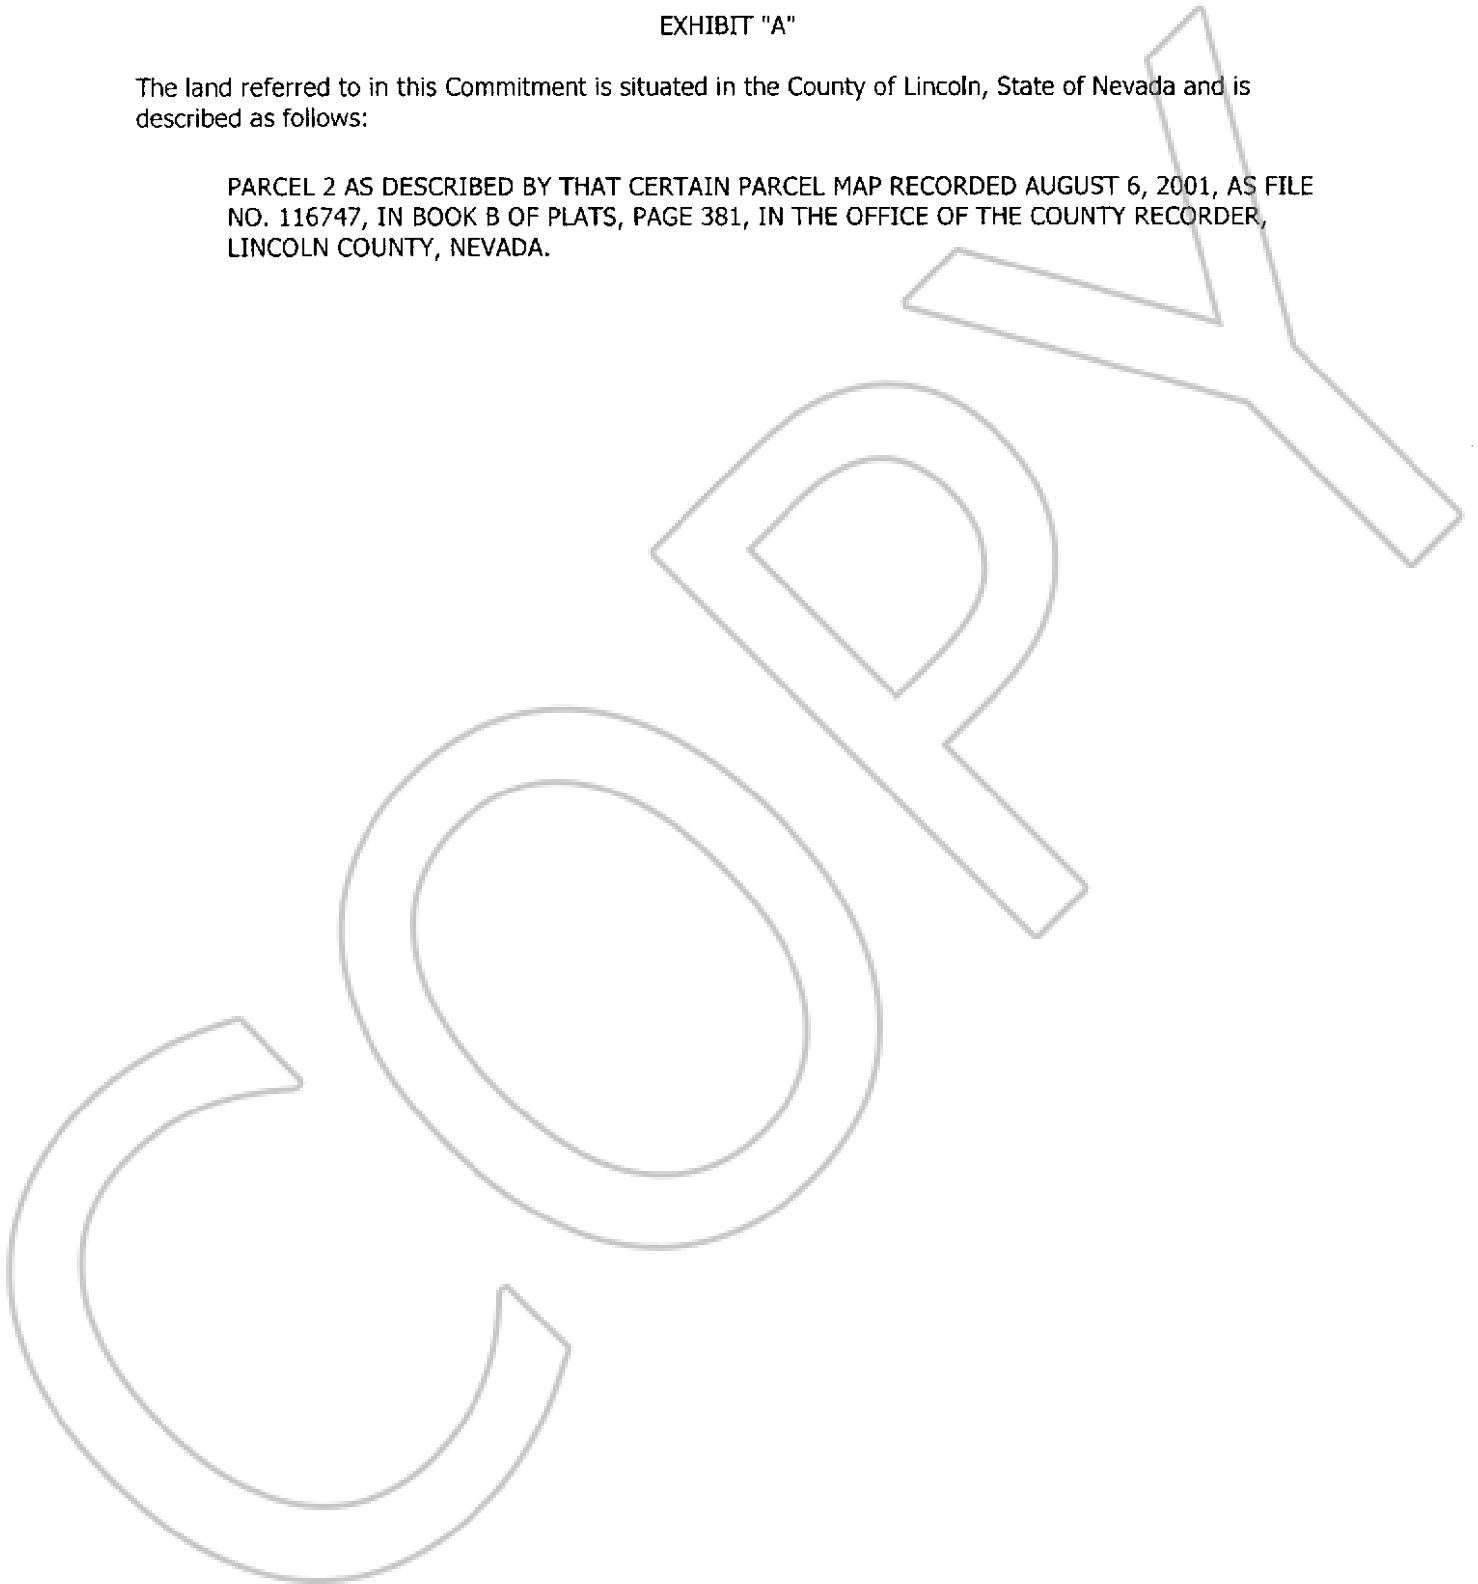 EXHIBIT "A"
The land referred to in this Commitment is situated in the County of Lincoln, State of Nevada and is
described as follows:
PARCEL 2 AS DESCRIBED BY THAT CERTAIN PARCEL MAP RECORDED AUGUST 6, 2001, AS FILE
NO. 116747, IN BOOK B OF PLATS, PAGE 381, IN THE OFFICE OF THE COUNTY RECORDER,
LINCOLN COUNTY, NEVADA.
COPY